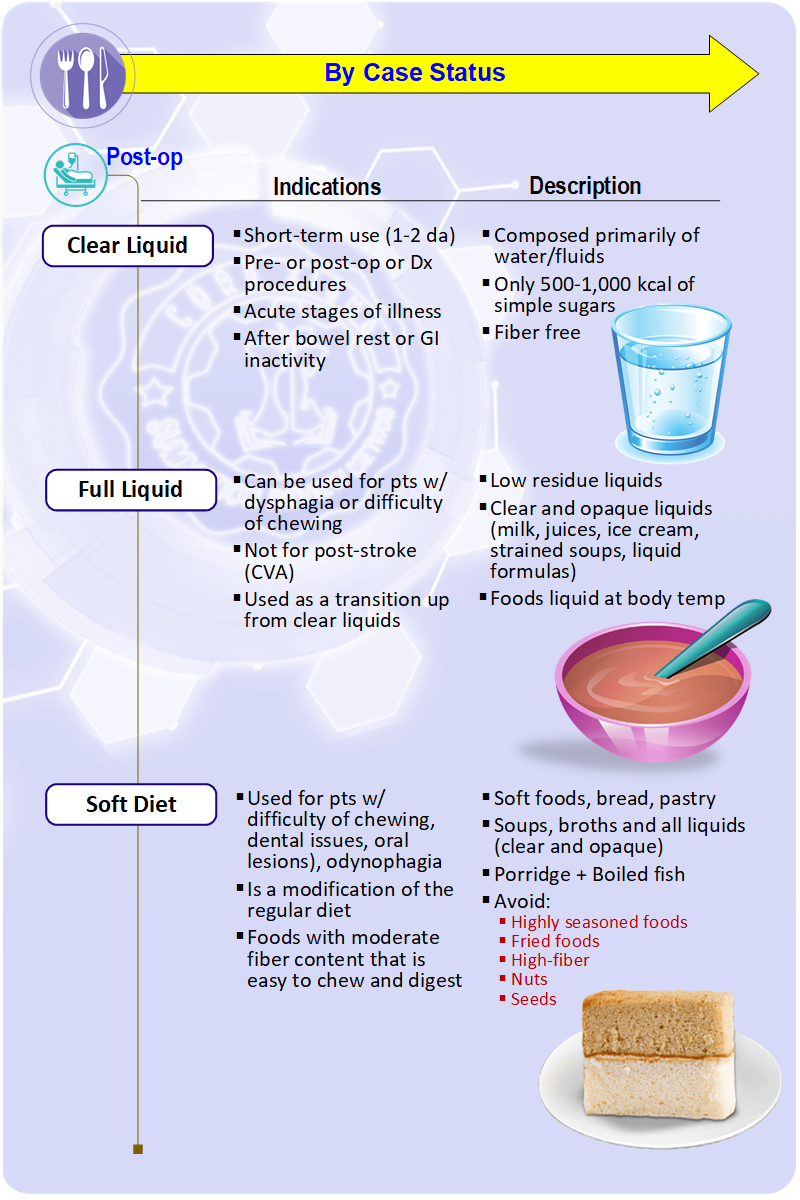 By Case Status
Post-op
Indications
Description
Clear Liquid
▪Short-term use (1-2 da)
▪Pre- or post-op or Dx
procedures
▪Acute stages of illness
▪After bowel rest or GI
inactivity
▪Composed primarily of
water/fluids
▪Only 500-1,000 kcal of
simple sugars
▪Fiber free
Full Liquid
▪Can be used for pts w/
dysphagia or difficulty
of chewing
▪Not for post-stroke
(CVA)
▪Used as a transition up
from clear liquids
▪Low residue liquids
▪Clear and opaque liquids
(milk, juices, ice cream,
strained soups, liquid
formulas)
▪Foods liquid at body temp
Soft Diet
▪Used for pts w/
difficulty of chewing,
dental issues, oral
lesions), odynophagia
▪Is a modification of the
regular diet
▪Foods with moderate
fiber content that is
easy to chew and digest
▪Soft foods, bread, pastry
▪Soups, broths and all liquids
(clear and opaque)
▪Porridge + Boiled fish
▪Avoid:
▪Highly seasoned foods
▪Fried foods
▪High-fiber
▪Nuts
▪Seeds